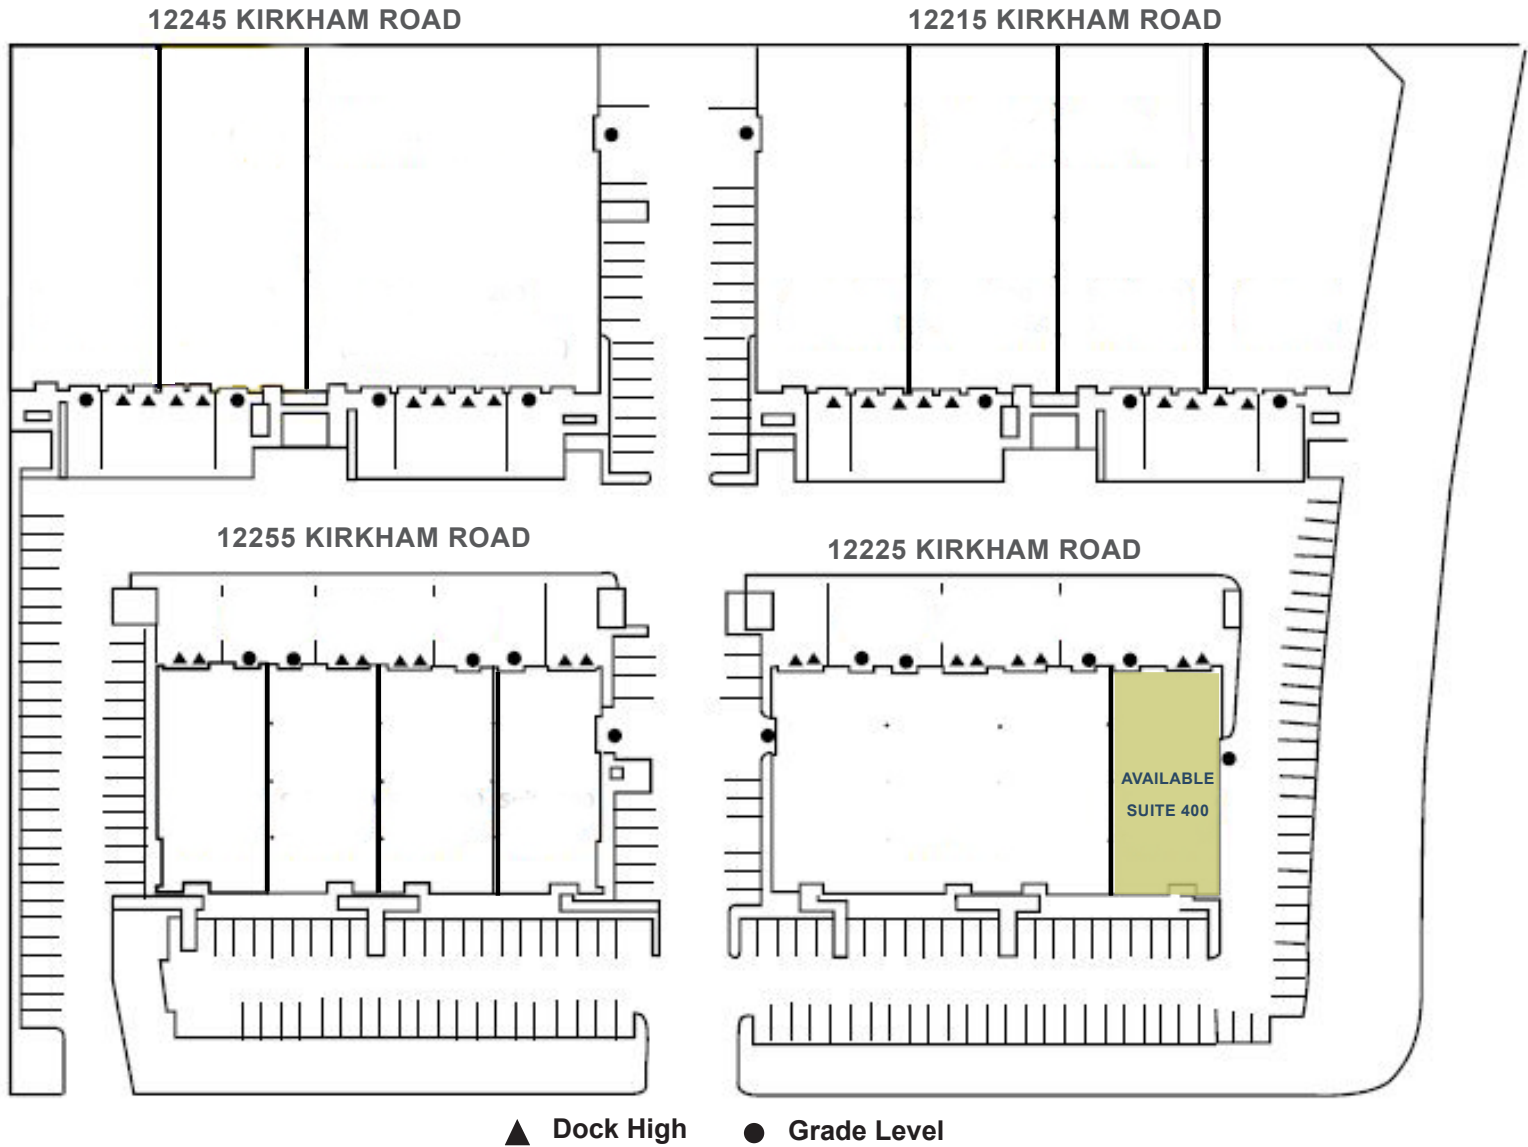 12245 KIRKHAM ROAD
12215 KIRKHAM ROAD
12255 KIRKHAM ROAD
12225 KIRKHAM ROAD
AVAILABLE
SUITE 400
Dock High
Grade Level